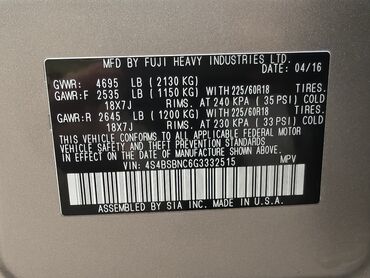 MFD BY FUJI HEAVY INDUSTRIES LTD.
DATE: 04/16
GVWR: 4695 LB (2130 KG)
GAWR:F 2535 LB (1150 KG) WITH 225/60R18 TIRES.
18X7J RIMS. AT 240 KPA (35 PSI) COLD
GAWR:R 2645 LB (1200 KG) WITH 225/60R18 TIRES.
18X7J RIMS. AT 230 KPA (33 PSI) COLD
THIS VEHICLE CONFORMS TO ALL APPLICABLE
FEDERAL MOTOR VEHICLE SAFETY AND BUMPER
STANDARDS IN EFFECT ON THE DATE OF
MANUFACTURE SHOWN ABOVE.
VIN: 4S4BSBNC6G3332515 MPV
ASSEMBLED BY SIA INC. MADE IN U.S.A.